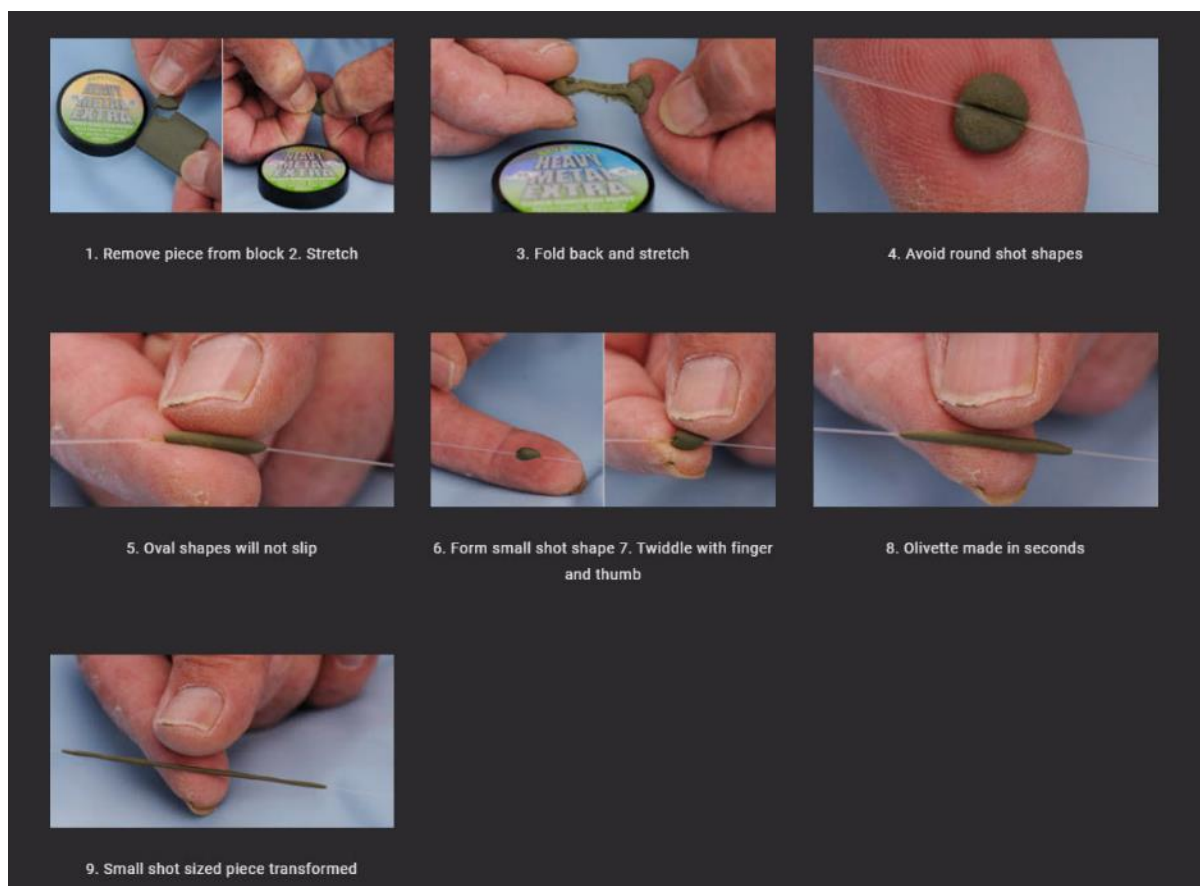 HEAVY
"METAL"
EXTRA
HEAVY
METAL
EXTRA
HEAVY
METAL
EXTRA
1. Remove piece from block 2. Stretch
3. Fold back and stretch
4. Avoid round shot shapes
5. Oval shapes will not slip
6. Form small shot shape 7. Twiddle with finger
and thumb
8. Olivette made in seconds
9. Small shot sized piece transformed